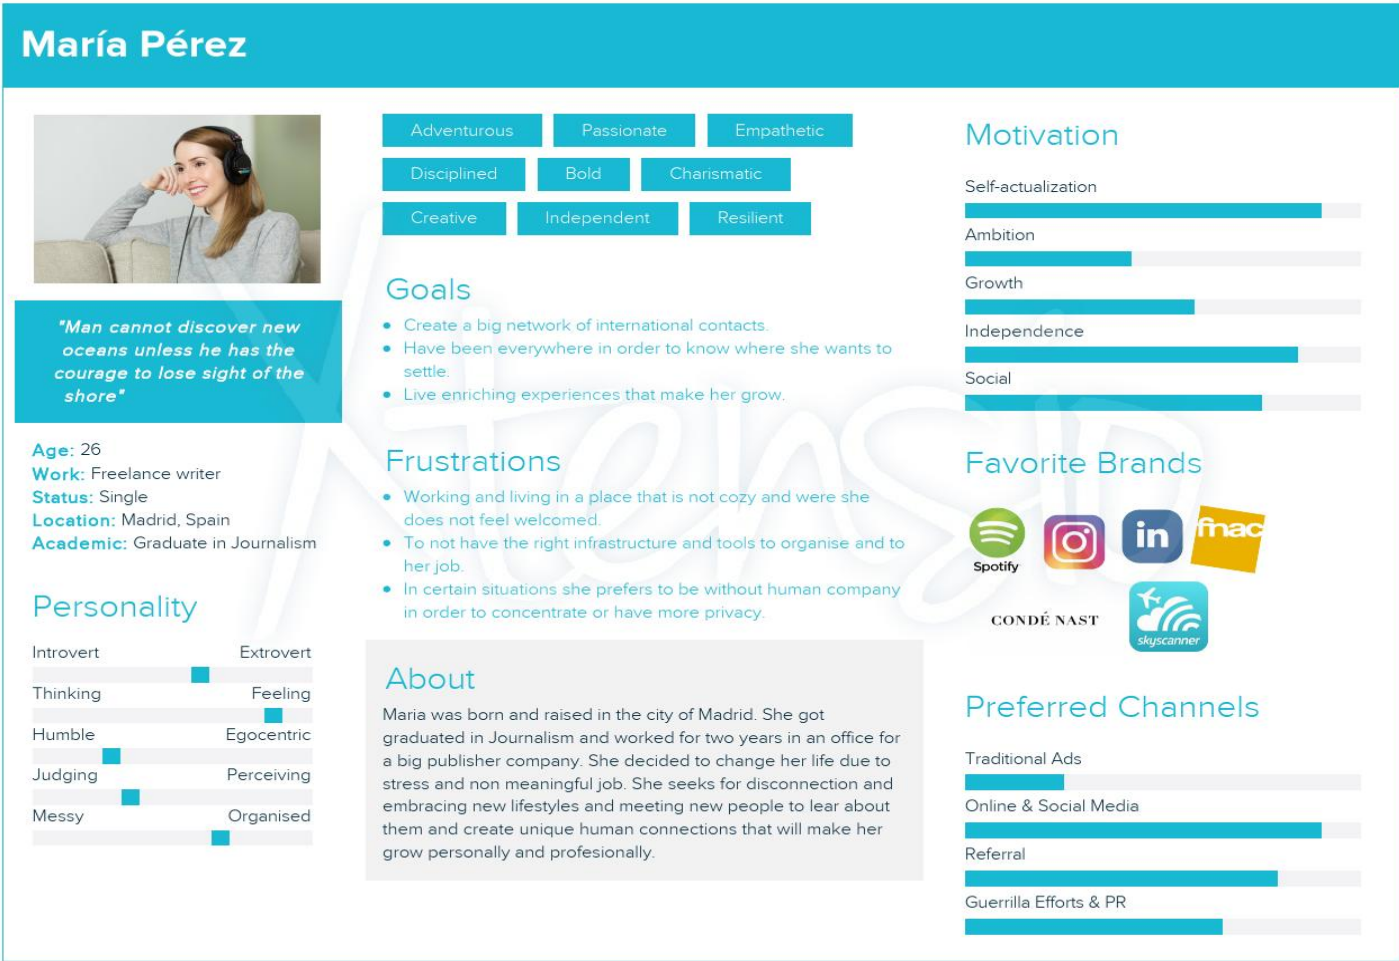 María Pérez
"Man cannot discover new
oceans unless he has the
courage to lose sight of the
shore"
Age: 26
Work: Freelance writer
Status: Single
Location: Madrid, Spain
Academic: Graduate in Journalism
Personality
Introvert Extrovert
Thinking Feeling
Humble Egocentric
Judging Perceiving
Messy Organised
Adventurous Passionate Empathetic
Disciplined Bold Charismatic
Creative Independent Resilient
Goals
Create a big network of international contacts.
Have been everywhere in order to know where she wants to
settle.
Live enriching experiences that make her grow.
Frustrations
Working and living in a place that is not cozy and were she
does not feel welcomed.
To not have the right infrastructure and tools to organise and to
her job.
In certain situations she prefers to be without human company
in order to concentrate or have more privacy.
About
Maria was born and raised in the city of Madrid. She got
graduated in Journalism and worked for two years in an office for
a big publisher company. She decided to change her life due to
stress and non meaningful job. She seeks for disconnection and
embracing new lifestyles and meeting new people to lear about
them and create unique human connections that will make her
grow personally and profesionally.
Motivation
Self-actualization
Ambition
Growth
Independence
Social
Favorite Brands
Spotify
in
fnac
CONDÉ NAST
skyscanner
Preferred Channels
Traditional Ads
Online & Social Media
Referral
Guerrilla Efforts & PR
Xtensio